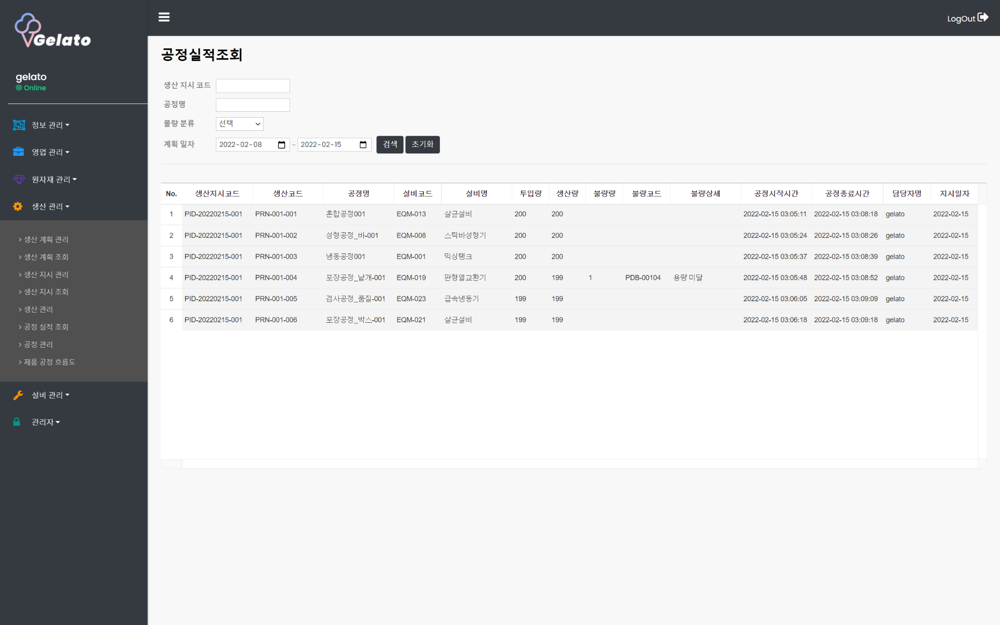 Gelato
LogOut
gelato
Online
정보 관리
영업 관리
원자재 관리
생산 관리
> 생산 계획 관리
> 생산 계획 조회
> 생산 지시 관리
> 생산 지시 조회
> 생산 관리
> 공정 실적 조회
> 공정 관리
> 제품 공정 흐름도
설비 관리
관리자
공정실적조회
생산 지시 코드
공정명
불량 분류 선택
계획 일자 2022-02-08 ~ 2022-02-15 검색 초기화
No. 생산지시코드 생산코드 공정명 설비코드 설비명 투입량 생산량 불량량 불량코드 불량상세 공정시작시간 공정종료시간 담당자명 지시일자
1 PID-20220215-001 PRN-001-001 혼합공정001 EQM-013 살균설비 200 200 2022-02-15 03:05:11 2022-02-15 03:08:18 gelato 2022-02-15
2 PID-20220215-001 PRN-001-002 성형공정_바-001 EQM-008 스틱바성형기 200 200 2022-02-15 03:05:24 2022-02-15 03:08:26 gelato 2022-02-15
3 PID-20220215-001 PRN-001-003 냉동공정001 EQM-001 믹싱탱크 200 200 2022-02-15 03:05:37 2022-02-15 03:08:39 gelato 2022-02-15
4 PID-20220215-001 PRN-001-004 포장공정_낱개-001 EQM-019 판형열교환기 200 199 1 PDB-00104 용량 미달 2022-02-15 03:05:48 2022-02-15 03:08:52 gelato 2022-02-15
5 PID-20220215-001 PRN-001-005 검사공정_품질-001 EQM-023 급속냉동기 199 199 2022-02-15 03:06:05 2022-02-15 03:09:09 gelato 2022-02-15
6 PID-20220215-001 PRN-001-006 포장공정_박스-001 EQM-021 살균설비 199 199 2022-02-15 03:06:18 2022-02-15 03:09:18 gelato 2022-02-15